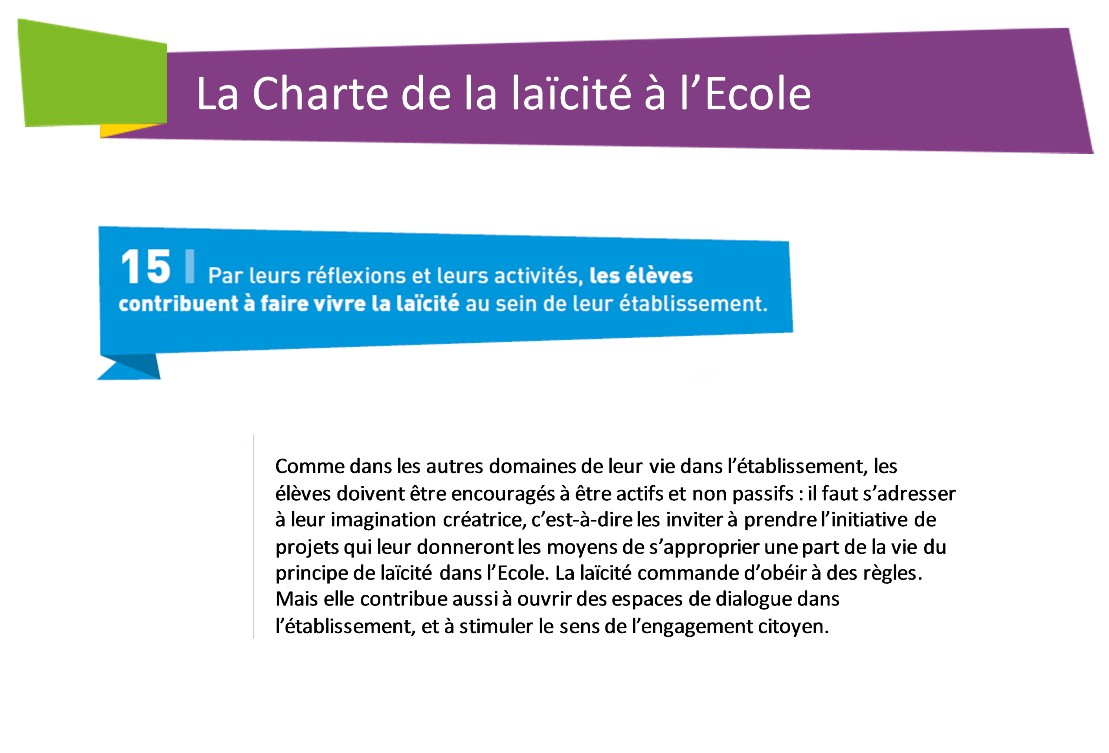 La Charte de la laïcité à l’Ecole
15 | Par leurs réflexions et leurs activités, les élèves
contribuent à faire vivre la laïcité au sein de leur établissement.
Comme dans les autres domaines de leur vie dans l’établissement, les
élèves doivent être encouragés à être actifs et non passifs : il faut s’adresser
à leur imagination créatrice, c’est-à-dire les inviter à prendre l’initiative de
projets qui leur donneront les moyens de s’approprier une part de la vie du
principe de laïcité dans l’Ecole. La laïcité commande d’obéir à des règles.
Mais elle contribue aussi à ouvrir des espaces de dialogue dans
l’établissement, et à stimuler le sens de l’engagement citoyen.